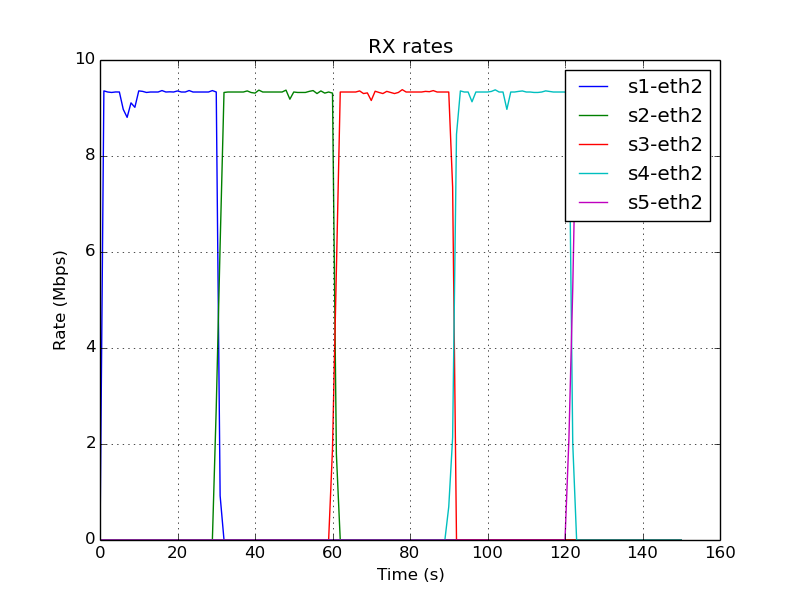 RX rates
10
8
6
4
2
0
Rate (Mbps)
s1-eth2
s2-eth2
s3-eth2
s4-eth2
s5-eth2
0 20 40 60 80 100 120 140 160
Time (s)